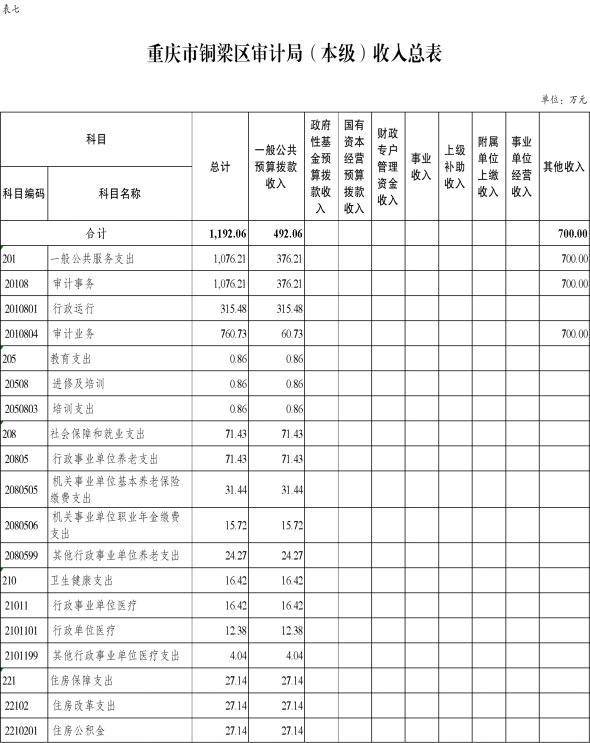 表七
重庆市铜梁区审计局（本级）收入总表
单位：万元
科目 总计 一般公共预算拨款收入 政府性基金预算拨款收入 国有资本经营预算拨款收入 财政专户管理资金收入 事业收入 上级补助收入 附属单位上缴收入 事业单位经营收入 其他收入
科目编码 科目名称
合计 1,192.06 492.06 700.00
201 一般公共服务支出 1,076.21 376.21 700.00
20108 审计事务 1,076.21 376.21 700.00
2010801 行政运行 315.48 315.48
2010804 审计业务 760.73 60.73 700.00
205 教育支出 0.86 0.86
20508 进修及培训 0.86 0.86
2050803 培训支出 0.86 0.86
208 社会保障和就业支出 71.43 71.43
20805 行政事业单位养老支出 71.43 71.43
2080505 机关事业单位基本养老保险缴费支出 31.44 31.44
2080506 机关事业单位职业年金缴费支出 15.72 15.72
2080599 其他行政事业单位养老支出 24.27 24.27
210 卫生健康支出 16.42 16.42
21011 行政事业单位医疗 16.42 16.42
2101101 行政单位医疗 12.38 12.38
2101199 其他行政事业单位医疗支出 4.04 4.04
221 住房保障支出 27.14 27.14
22102 住房改革支出 27.14 27.14
2210201 住房公积金 27.14 27.14